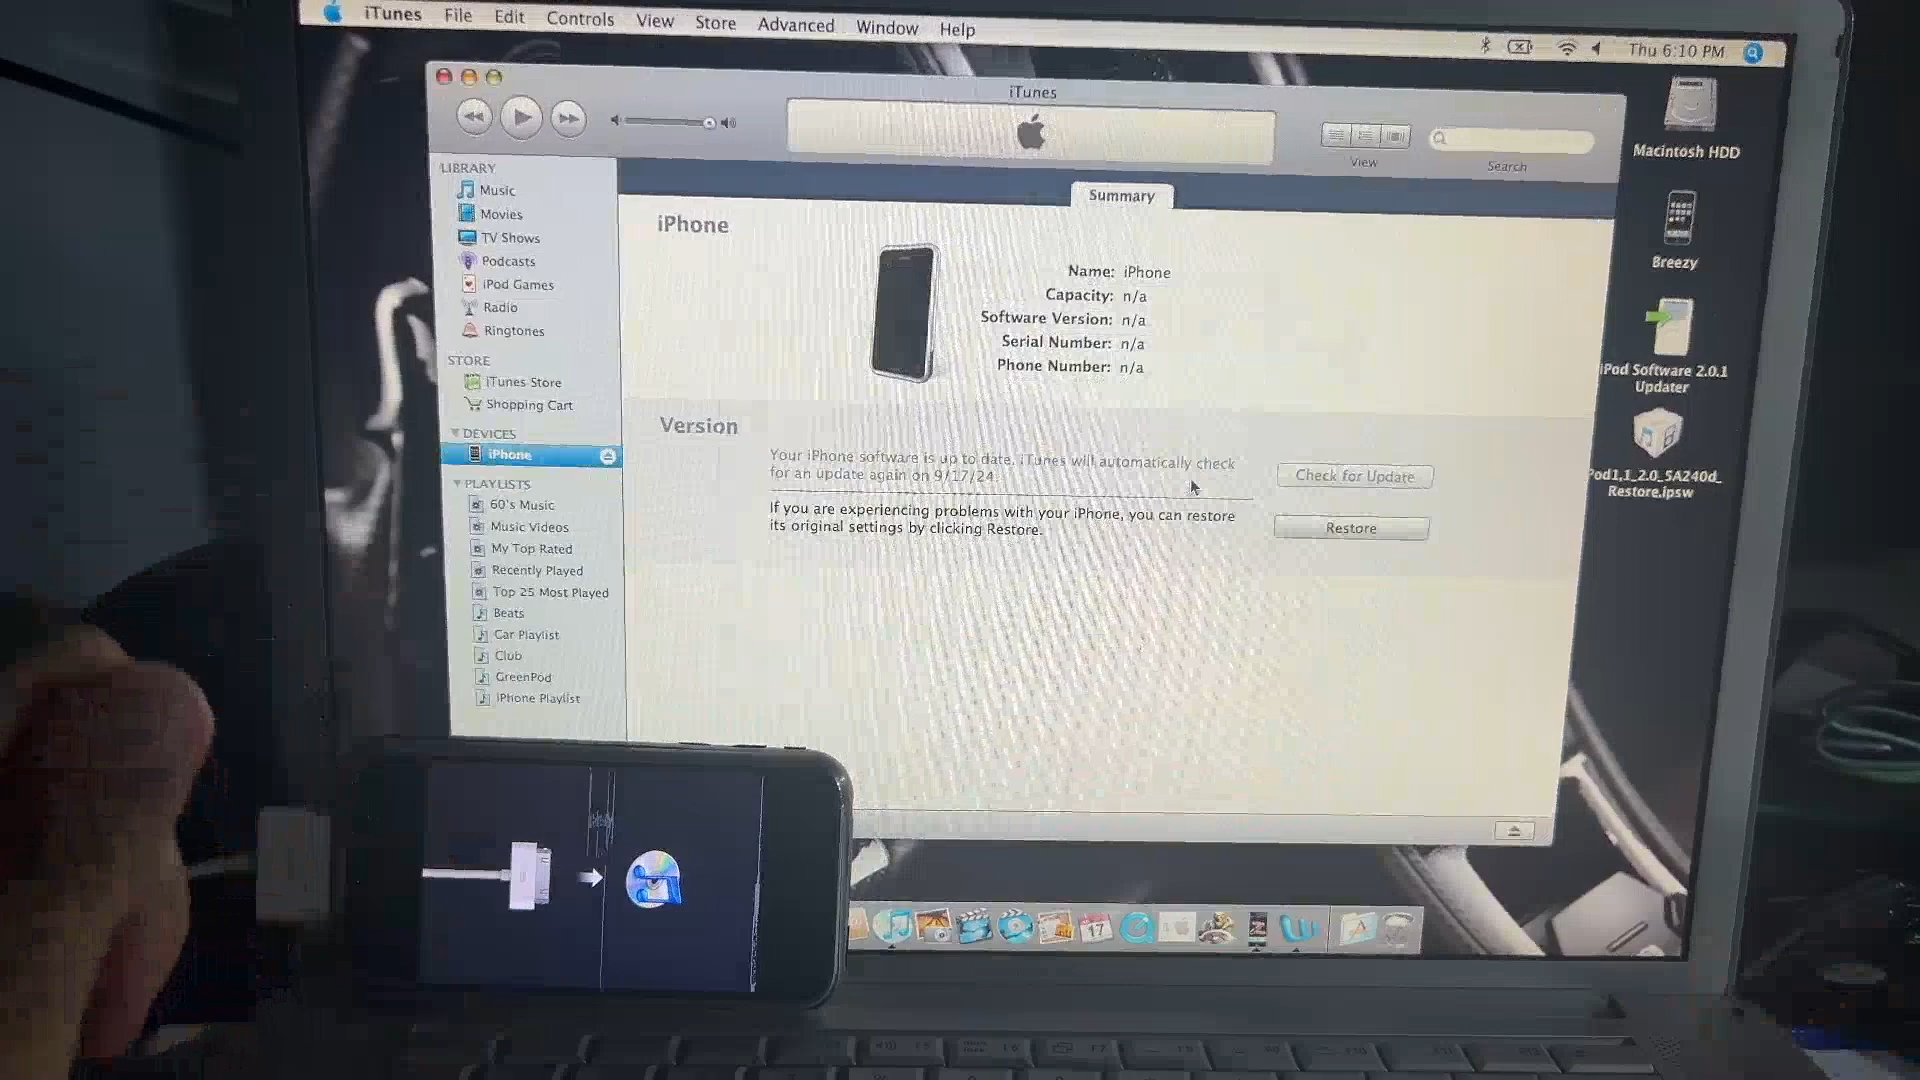 iTunes File Edit Controls View Store Advanced Window Help
Thu 6:10 PM
iTunes
View
Search
LIBRARY
Music
Movies
TV Shows
Podcasts
iPod Games
Radio
Ringtones
STORE
iTunes Store
Shopping Cart
DEVICES
iPhone
PLAYLISTS
60's Music
Music Videos
My Top Rated
Recently Played
Top 25 Most Played
Beats
Car Playlist
Club
GreenPod
iPhone Playlist
Summary
iPhone
Name: iPhone
Capacity: n/a
Software Version: n/a
Serial Number: n/a
Phone Number: n/a
Version
Your iPhone software is up to date. iTunes will automatically check
for an update again on 9/17/24.
Check for Update
If you are experiencing problems with your iPhone, you can restore
its original settings by clicking Restore.
Restore
Macintosh HDD
Breezy
iPod Software 2.0.1
Updater
Pod1,1_2.0_5A240d_
Restore.ipsw
17